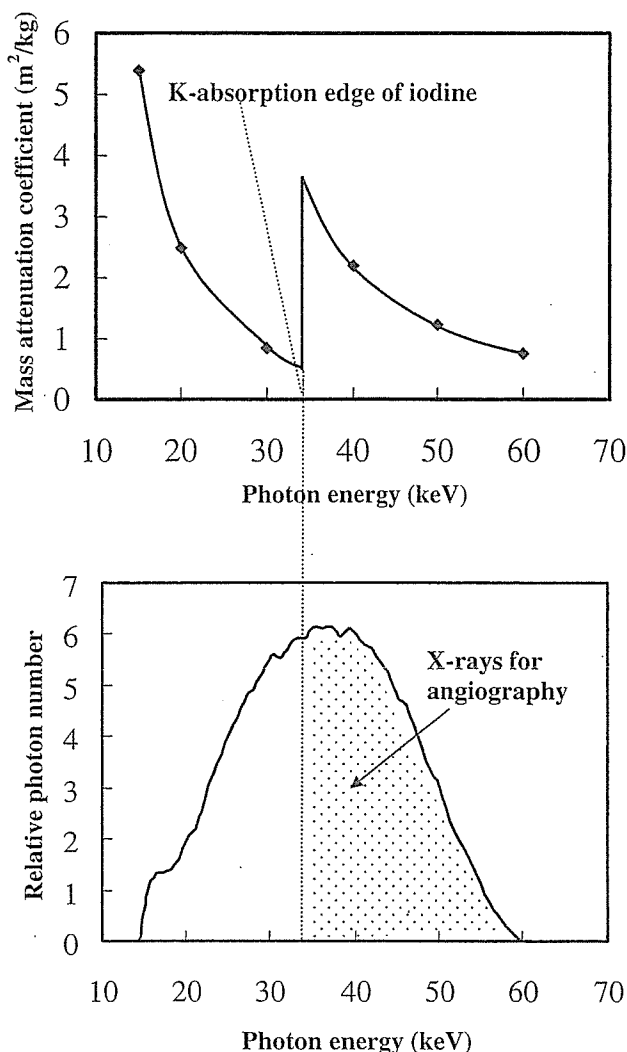 6
5
4
3
2
1
0
Mass attenuation coefficient (m²/kg)
K-absorption edge of iodine
10 20 30 40 50 60 70
Photon energy (keV)
7
6
5
4
3
2
1
0
Relative photon number
X-rays for
angiography
10 20 30 40 50 60 70
Photon energy (keV)